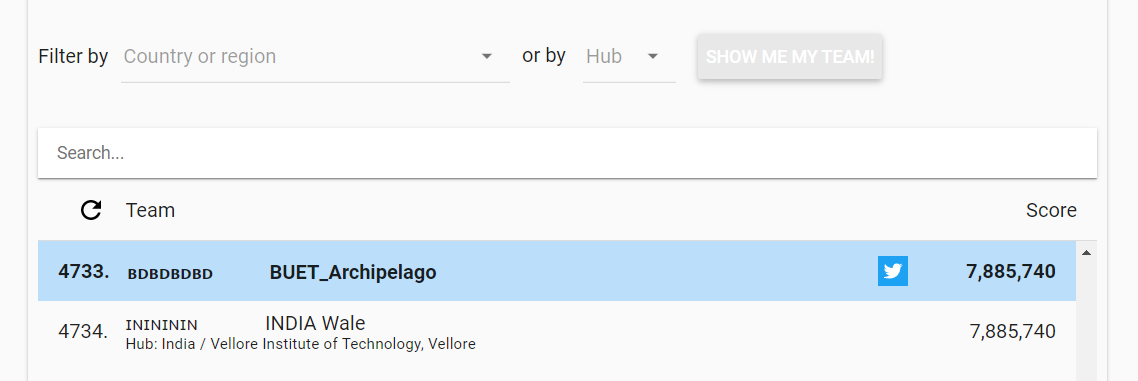 Filter by Country or region or by Hub SHOW ME MY TEAM!
Search...
Team Score
4733. BDBDBDBD BUET_Archipelago 7,885,740
4734. ININININ INDIA Wale 7,885,740
Hub: India / Vellore Institute of Technology, Vellore